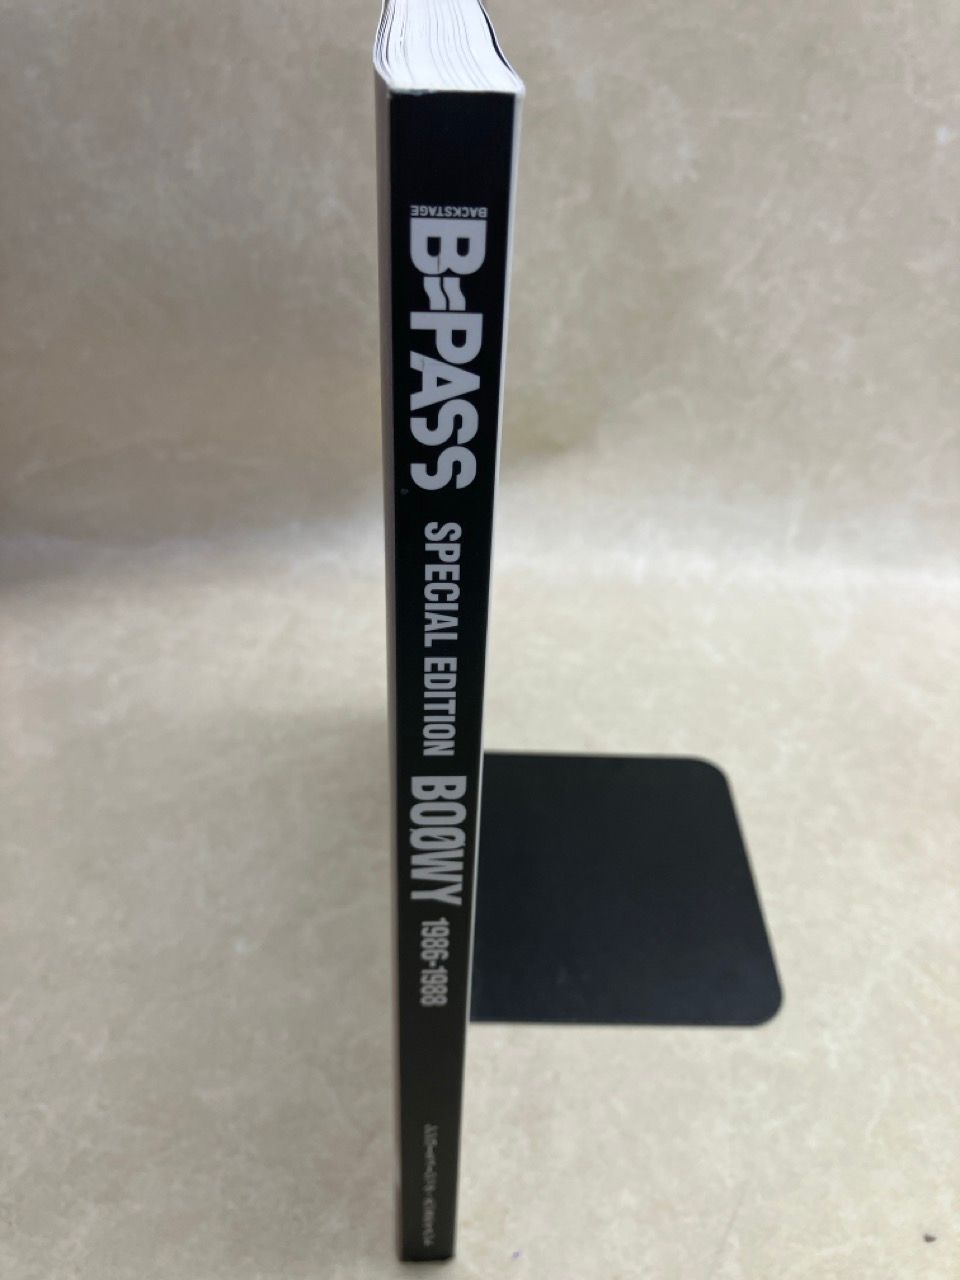 BACKSTAGE
B=PASS
SPECIAL EDITION
BOØWY
1986-1988